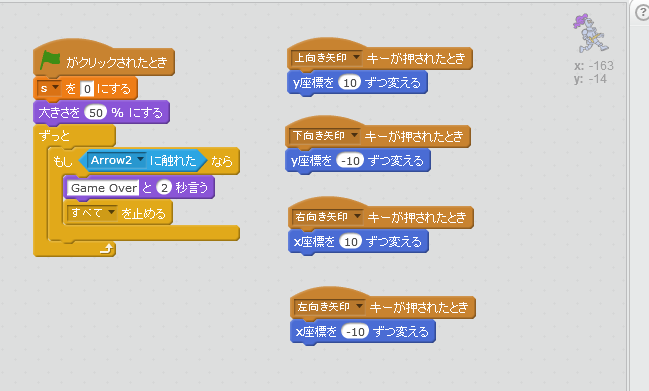 がクリックされたとき
s を 0 にする
大きさを 50 % にする
ずっと
もし Arrow2 に触れた なら
Game Over と 2 秒言う
すべて を止める
上向き矢印 キーが押されたとき
y座標を 10 ずつ変える
下向き矢印 キーが押されたとき
y座標を -10 ずつ変える
右向き矢印 キーが押されたとき
x座標を 10 ずつ変える
左向き矢印 キーが押されたとき
x座標を -10 ずつ変える
x: -163
y: -14
?